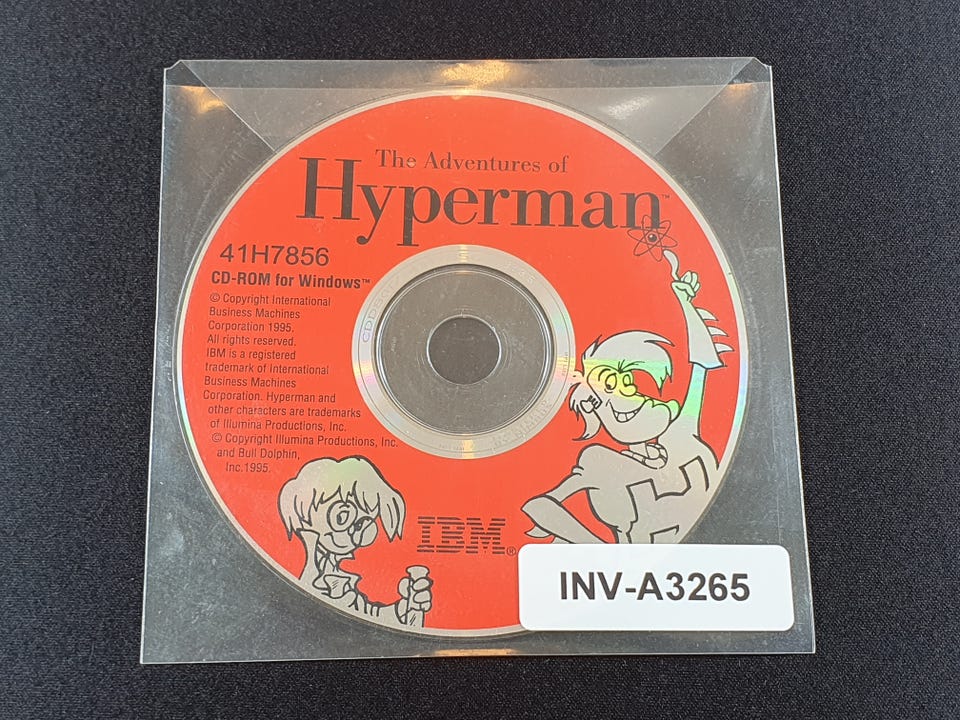 The Adventures of
Hyperman™
41H7856
CD-ROM for Windows™
© Copyright International
Business Machines
Corporation 1995.
All rights reserved.
IBM is a registered
trademark of International
Business Machines
Corporation. Hyperman and
other characters are trademarks
of Illumina Productions, Inc.
© Copyright Illumina Productions, Inc.
and Bull Dolphin,
Inc.1995.
IBM®
INV-A3265